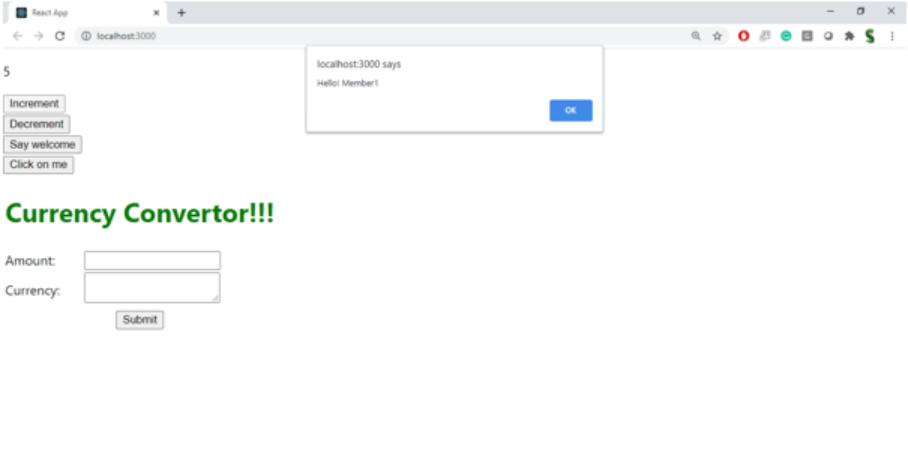 React App
localhost:3000
localhost:3000 says
Hello! Member1
OK
5
Increment
Decrement
Say welcome
Click on me
Currency Convertor!!!
Amount:
Currency:
Submit